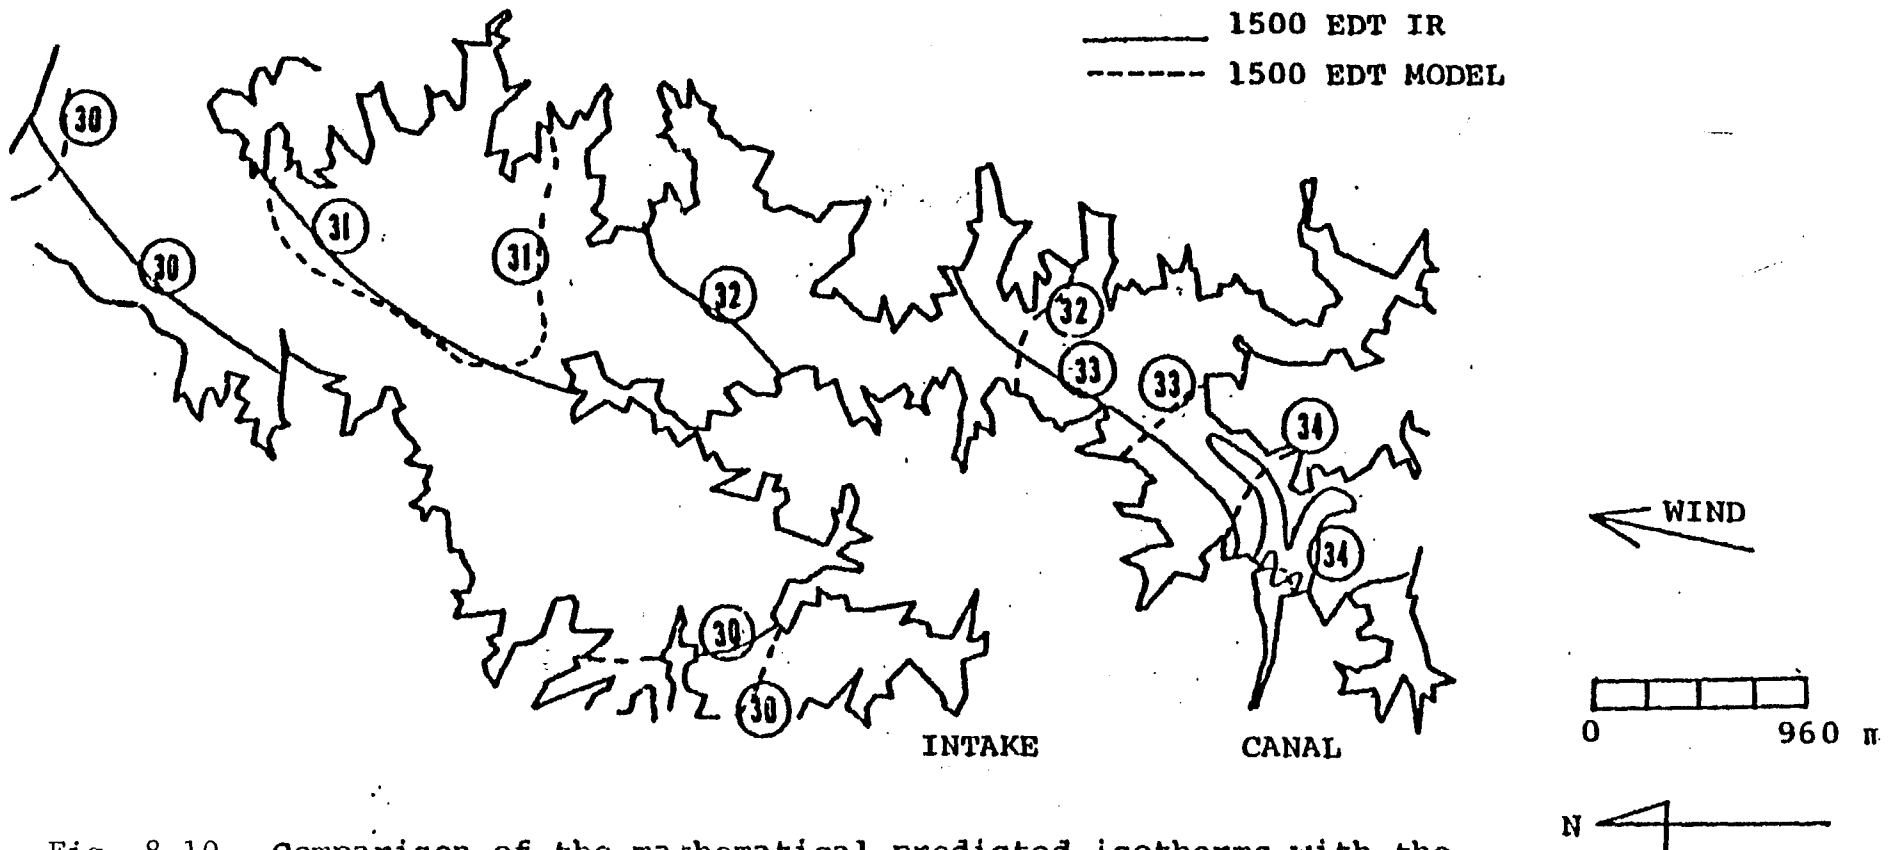 1500 EDT IR
1500 EDT MODEL
30
30
31
31
32
32
33
33
34
34
30
30
WIND
INTAKE
CANAL
0
960 m
N
Fig. 8.10 Comparison of the mathematical predicted isotherms with the